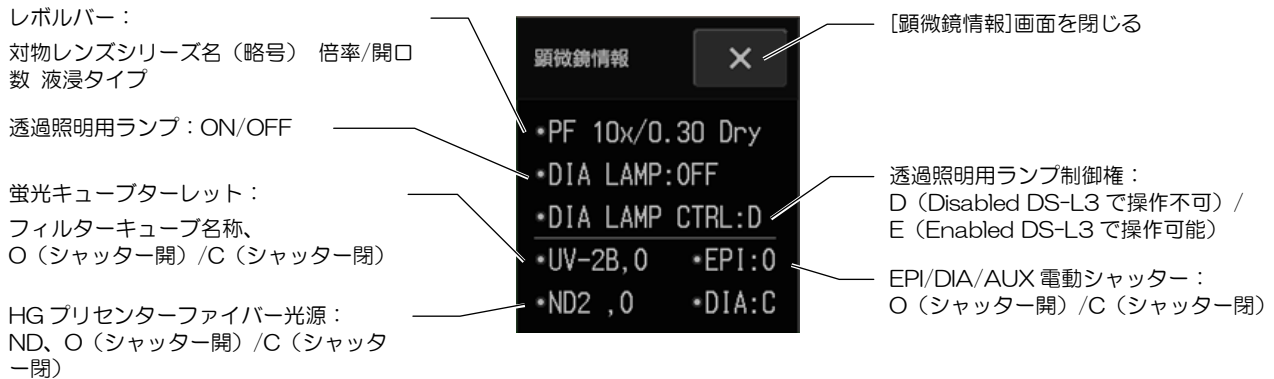 レボルバー：
対物レンズシリーズ名（略号） 倍率/開口
数 液浸タイプ
透過照明用ランプ：ON/OFF
蛍光キューブターレット：
フィルターキューブ名称、
O（シャッター開）/C（シャッター閉）
HG プリセンターファイバー光源：
ND、O（シャッター開）/C（シャッタ
ー閉）
顕微鏡情報
×
•PF 10x/0.30 Dry
•DIA LAMP:OFF
•DIA LAMP CTRL:D
•UV-2B,O •EPI:O
•ND2 ,O •DIA:C
[顕微鏡情報]画面を閉じる
透過照明用ランプ制御権：
D（Disabled DS-L3 で操作不可）/
E（Enabled DS-L3 で操作可能）
EPI/DIA/AUX 電動シャッター：
O（シャッター開）/C（シャッター閉）